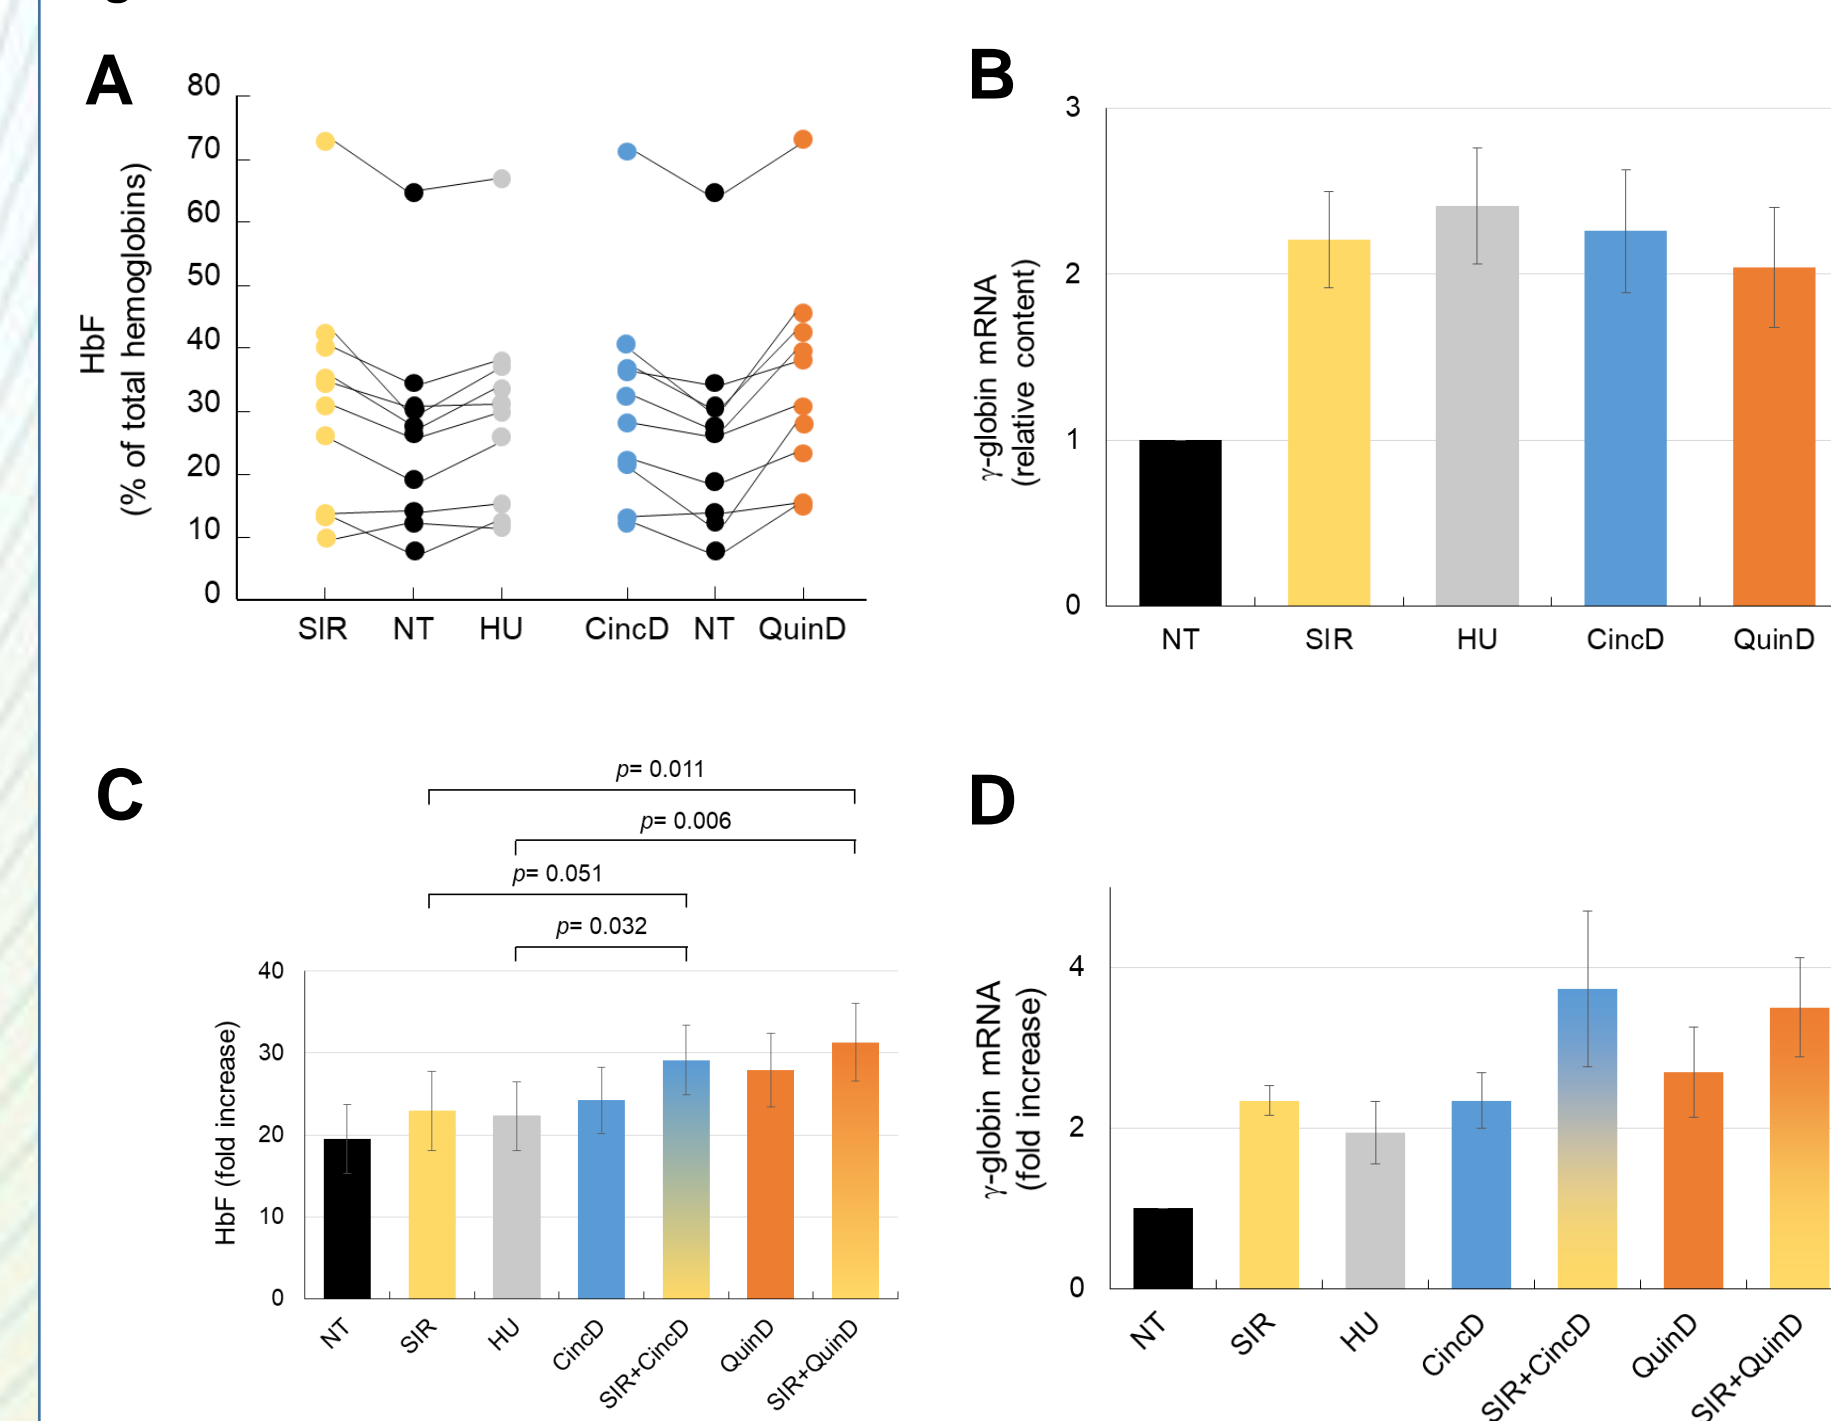 A
80
70
60
50
40
30
20
10
0
HbF
(% of total hemoglobins)
SIR NT HU CincD NT QuinD
B
3
2
1
0
γ-globin mRNA
(relative content)
NT SIR HU CincD QuinD
C
p= 0.011
p= 0.006
p= 0.051
p= 0.032
40
30
20
10
0
HbF (fold increase)
NT SIR HU CincD SIR+CincD QuinD SIR+QuinD
D
4
2
0
γ-globin mRNA
(fold increase)
NT SIR HU CincD SIR+CincD QuinD SIR+QuinD